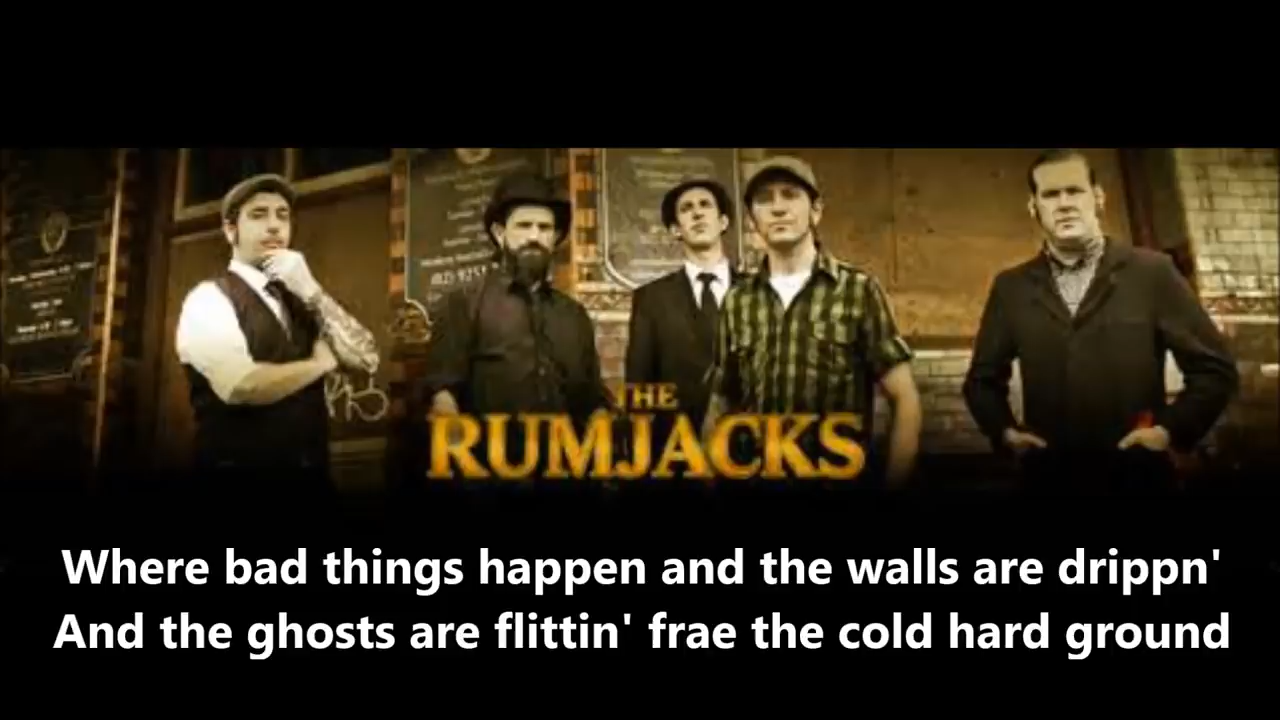 THE
RUMJACKS
Where bad things happen and the walls are drippn'
And the ghosts are flittin' frae the cold hard ground